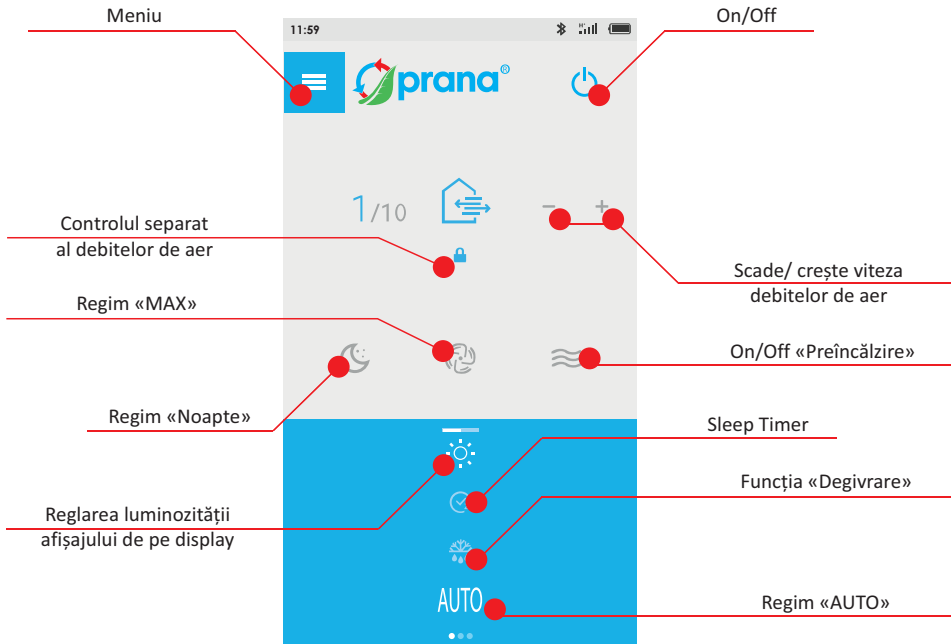 Meniu
On/Off
11:59
prana®
1/10
Controlul separat
al debitelor de aer
Scade/ crește viteza
debitelor de aer
Regim «MAX»
On/Off «Preîncălzire»
Regim «Noapte»
Sleep Timer
Funcția «Degivrare»
Reglarea luminozității
afișajului de pe display
AUTO
Regim «AUTO»